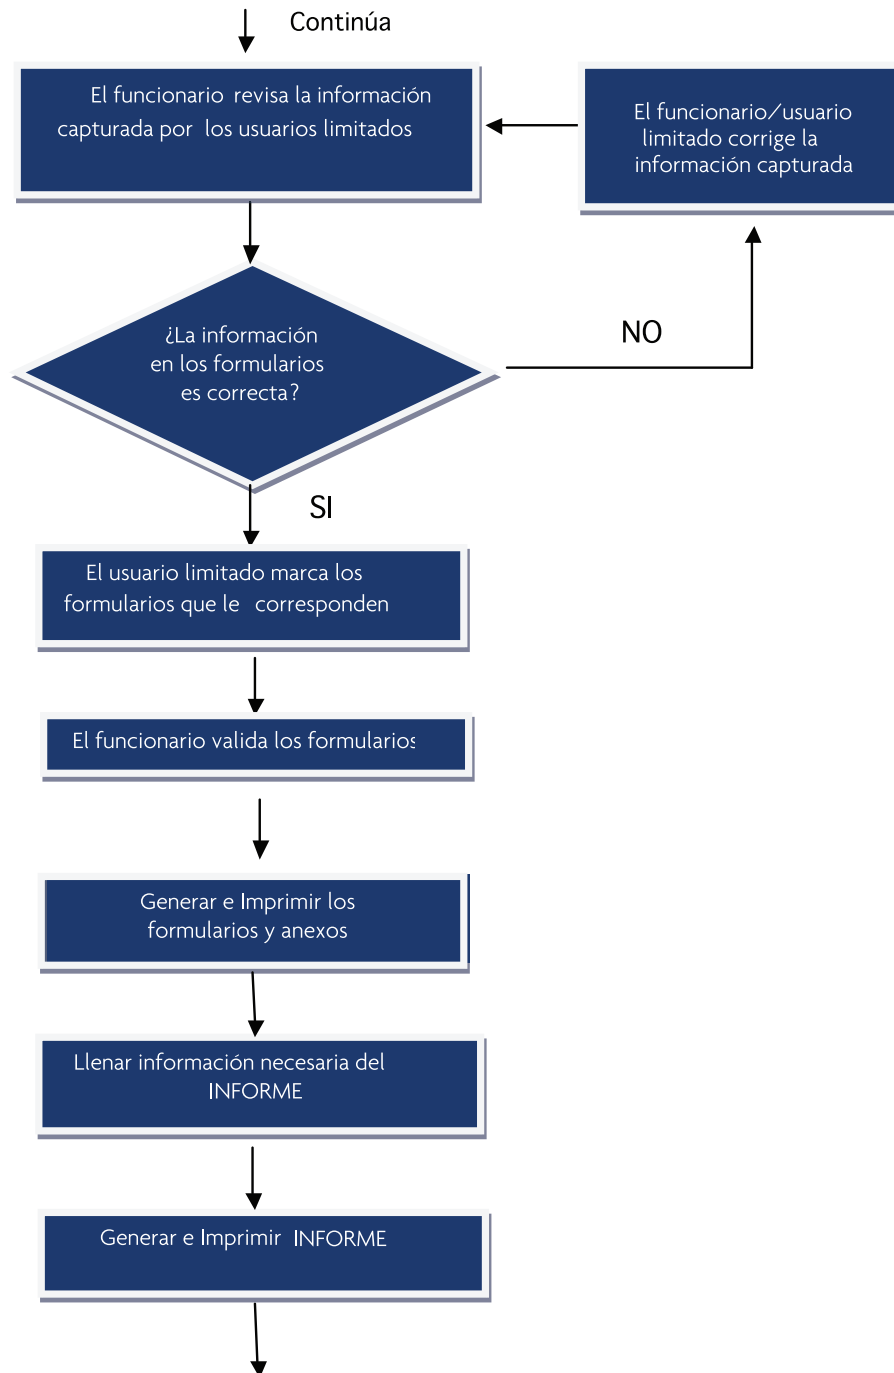 Continúa
El funcionario revisa la información
capturada por los usuarios limitados
El funcionario/usuario
limitado corrige la
información capturada
¿La información
en los formularios
es correcta?
NO
SI
El usuario limitado marca los
formularios que le corresponden
El funcionario valida los formularios
Generar e Imprimir los
formularios y anexos
Llenar información necesaria del
INFORME
Generar e Imprimir INFORME